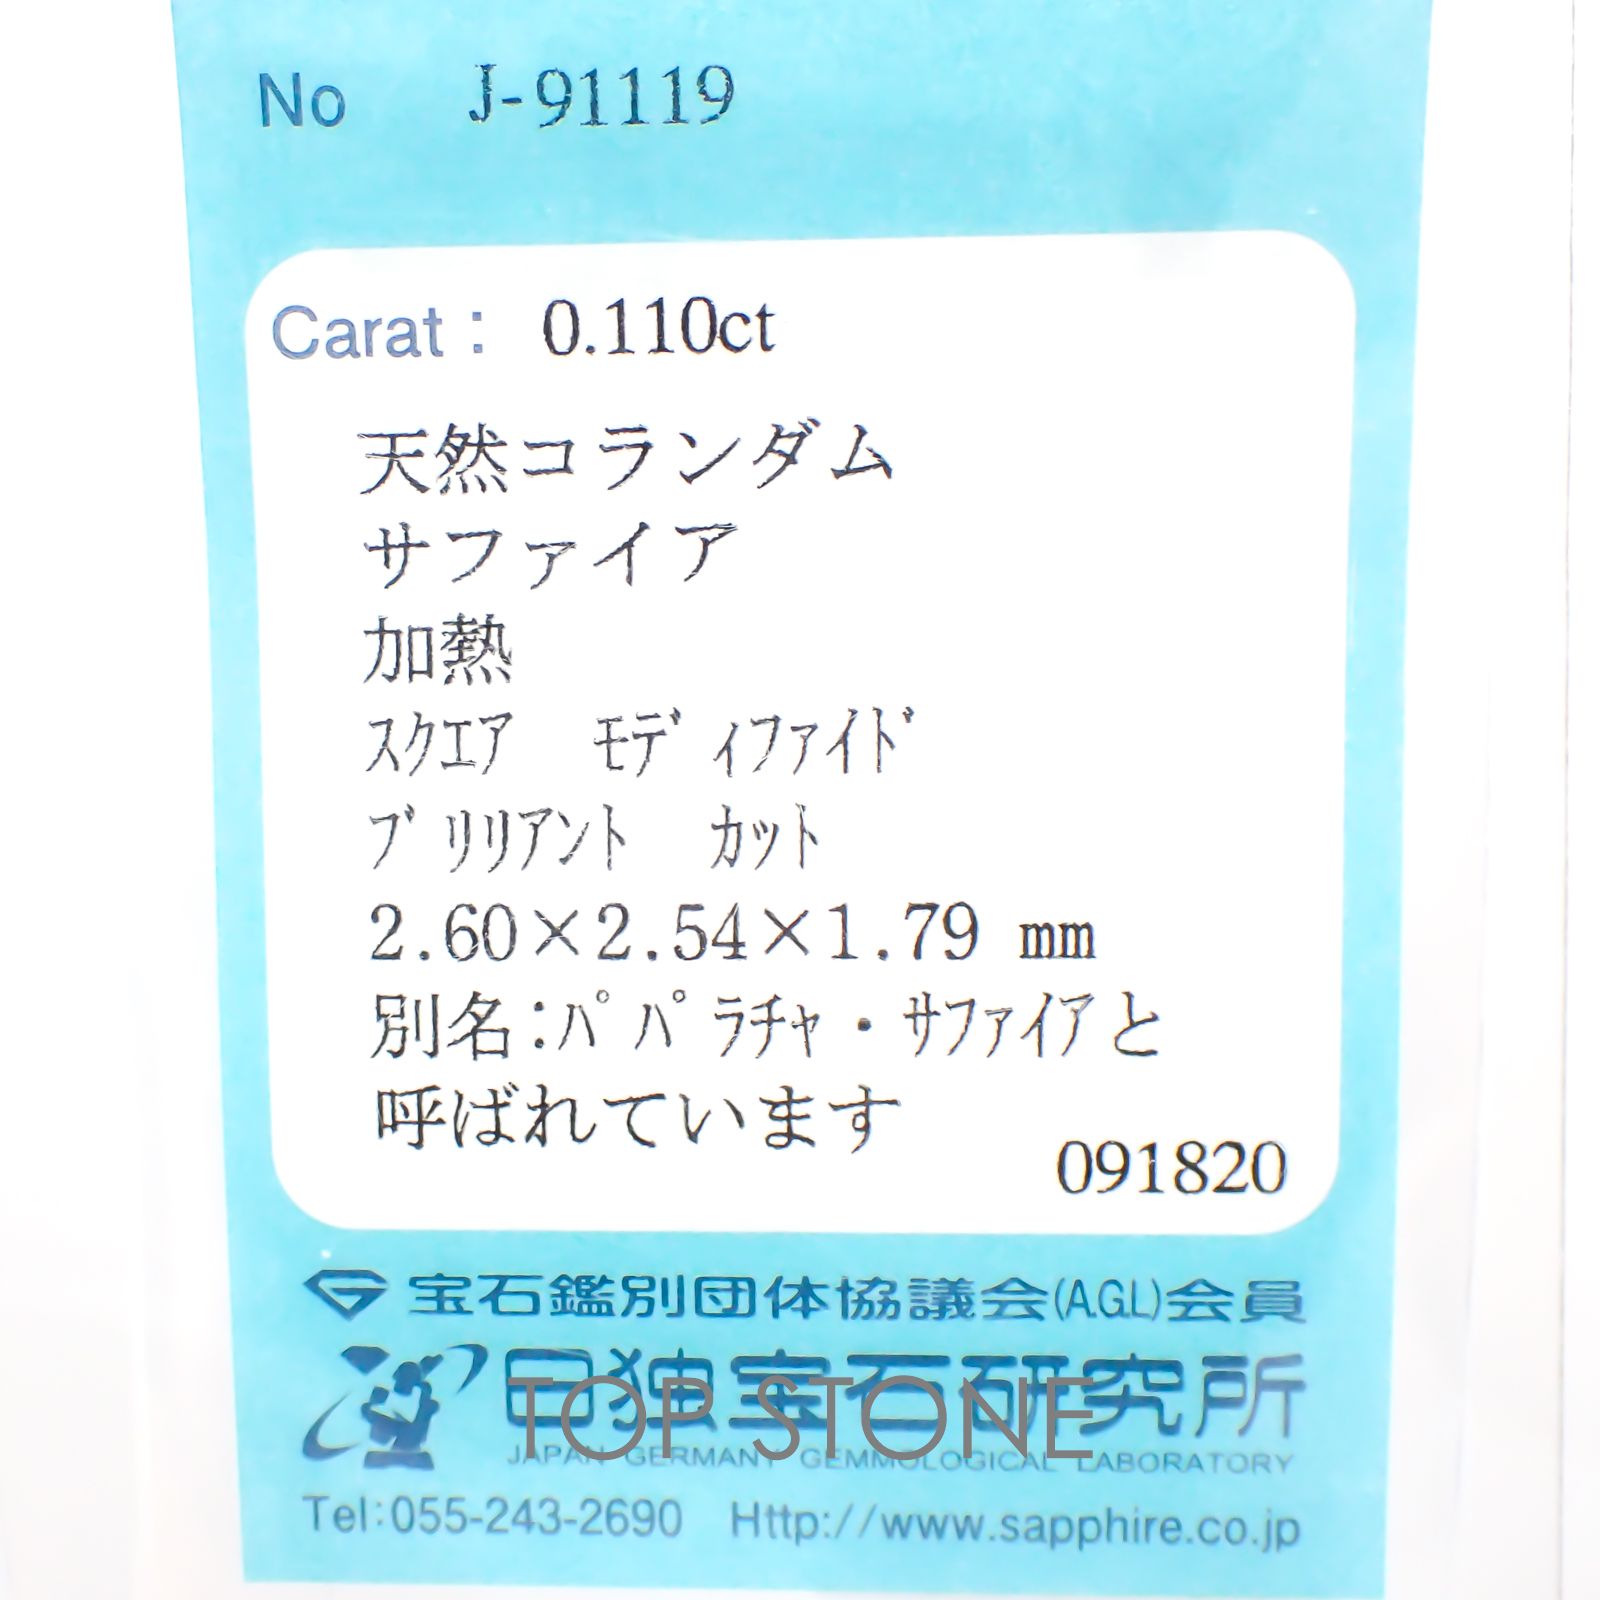 No J-91119
Carat : 0.110ct
天然コランダム
サファイア
加熱
ｽｸｴｱ ﾓﾃﾞｨﾌｧｲﾄﾞ
ﾌﾞﾘﾘｱﾝﾄ ｶｯﾄ
2.60×2.54×1.79 mm
別名:ﾊﾟﾊﾟﾗﾁｬ・ｻﾌｧｲｱと
呼ばれています
091820
宝石鑑別団体協議会(A.G.L)会員
日独宝石研究所
TOP STONE
JAPAN GERMANY GEMMOLOGICAL LABORATORY
Tel:055-243-2690 Http://www.sapphire.co.jp